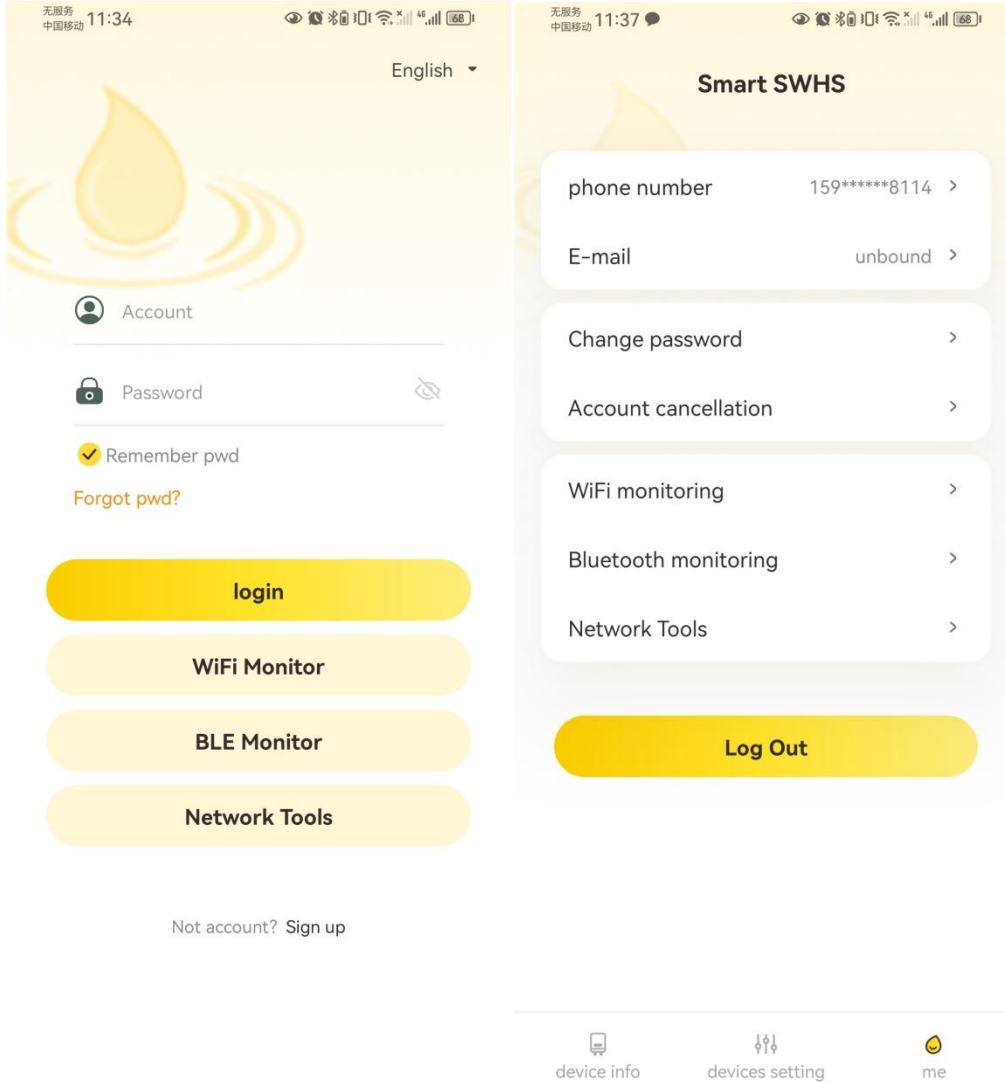 无服务
中国移动 11:34
68
English
Account
Password
Remember pwd
Forgot pwd?
login
WiFi Monitor
BLE Monitor
Network Tools
Not account? Sign up
无服务
中国移动 11:37
68
Smart SWHS
phone number 159******8114
E-mail unbound
Change password
Account cancellation
WiFi monitoring
Bluetooth monitoring
Network Tools
Log Out
device info devices setting me